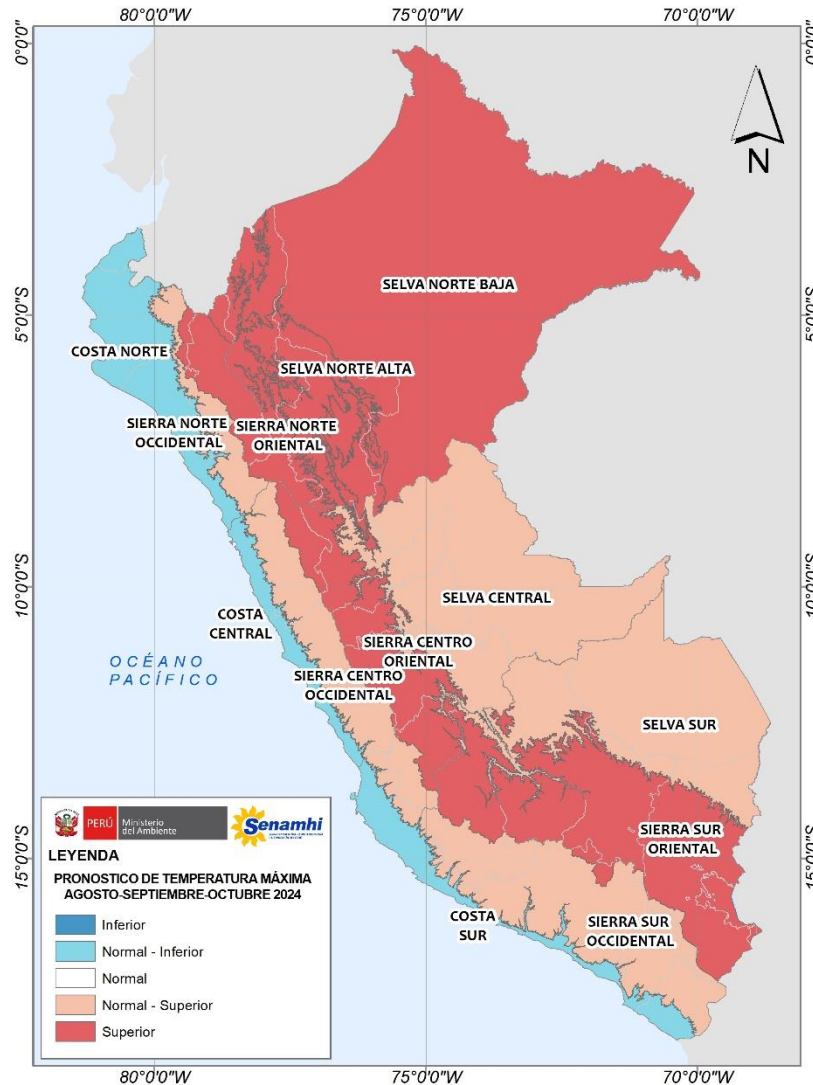 80°0'0"W
75°0'0"W
70°0'0"W
0°0'0"
0°0'0"
N
SELVA NORTE BAJA
5°0'0"S
5°0'0"S
COSTA NORTE
SELVA NORTE ALTA
SIERRA NORTE
OCCIDENTAL
SIERRA NORTE
ORIENTAL
10°0'0"S
10°0'0"S
SELVA CENTRAL
COSTA
CENTRAL
SIERRA CENTRO
ORIENTAL
OCÉANO
PACÍFICO
SIERRA CENTRO
OCCIDENTAL
SELVA SUR
PERÚ
Ministerio
del Ambiente
Senamhi
15°0'0"S
15°0'0"S
SIERRA SUR
ORIENTAL
COSTA
SUR
SIERRA SUR
OCCIDENTAL
LEYENDA
PRONOSTICO DE TEMPERATURA MÁXIMA
AGOSTO-SEPTIEMBRE-OCTUBRE 2024
Inferior
Normal - Inferior
Normal
Normal - Superior
Superior
80°0'0"W
75°0'0"W
70°0'0"W